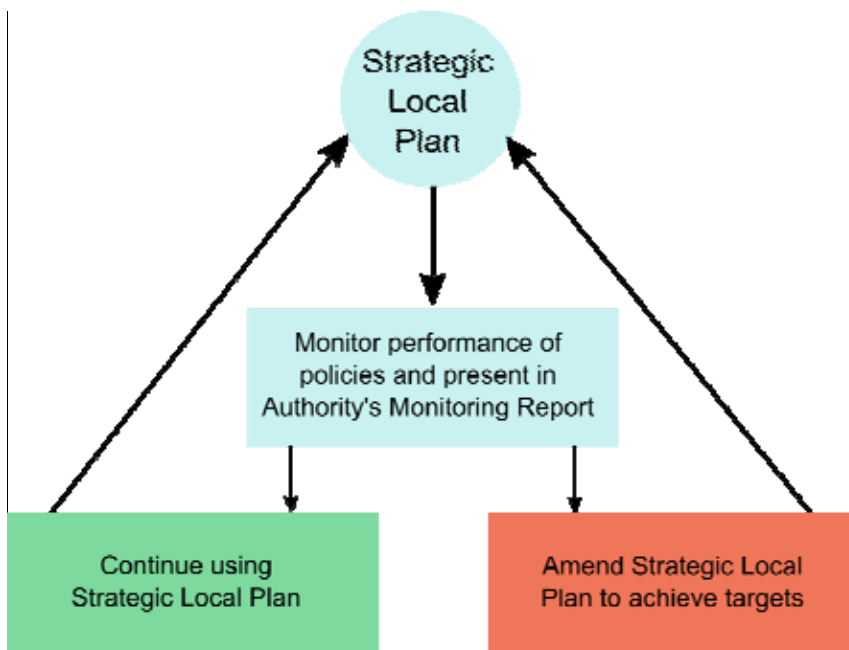 Strategic
Local
Plan
Monitor performance of
policies and present in
Authority's Monitoring Report
Continue using
Strategic Local Plan
Amend Strategic Local
Plan to achieve targets